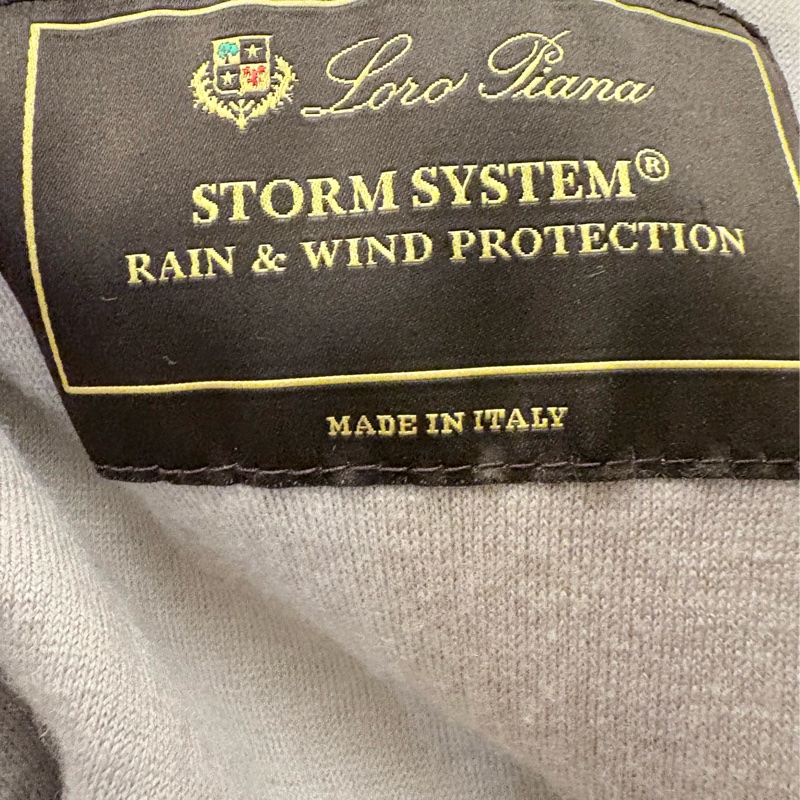 Loro Piana
STORM SYSTEM®
RAIN & WIND PROTECTION
MADE IN ITALY